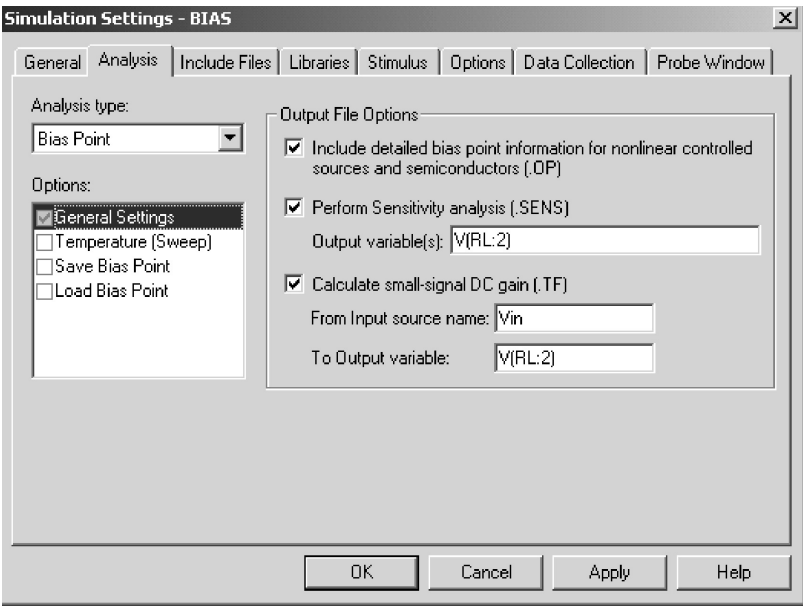 Simulation Settings - BIAS
General Analysis Include Files Libraries Stimulus Options Data Collection Probe Window
Analysis type:
Bias Point
Options:
General Settings
Temperature (Sweep)
Save Bias Point
Load Bias Point
Output File Options
Include detailed bias point information for nonlinear controlled
sources and semiconductors (.OP)
Perform Sensitivity analysis (.SENS)
Output variable(s): V(RL:2)
Calculate small-signal DC gain (.TF)
From Input source name: Vin
To Output variable: V(RL:2)
OK Cancel Apply Help